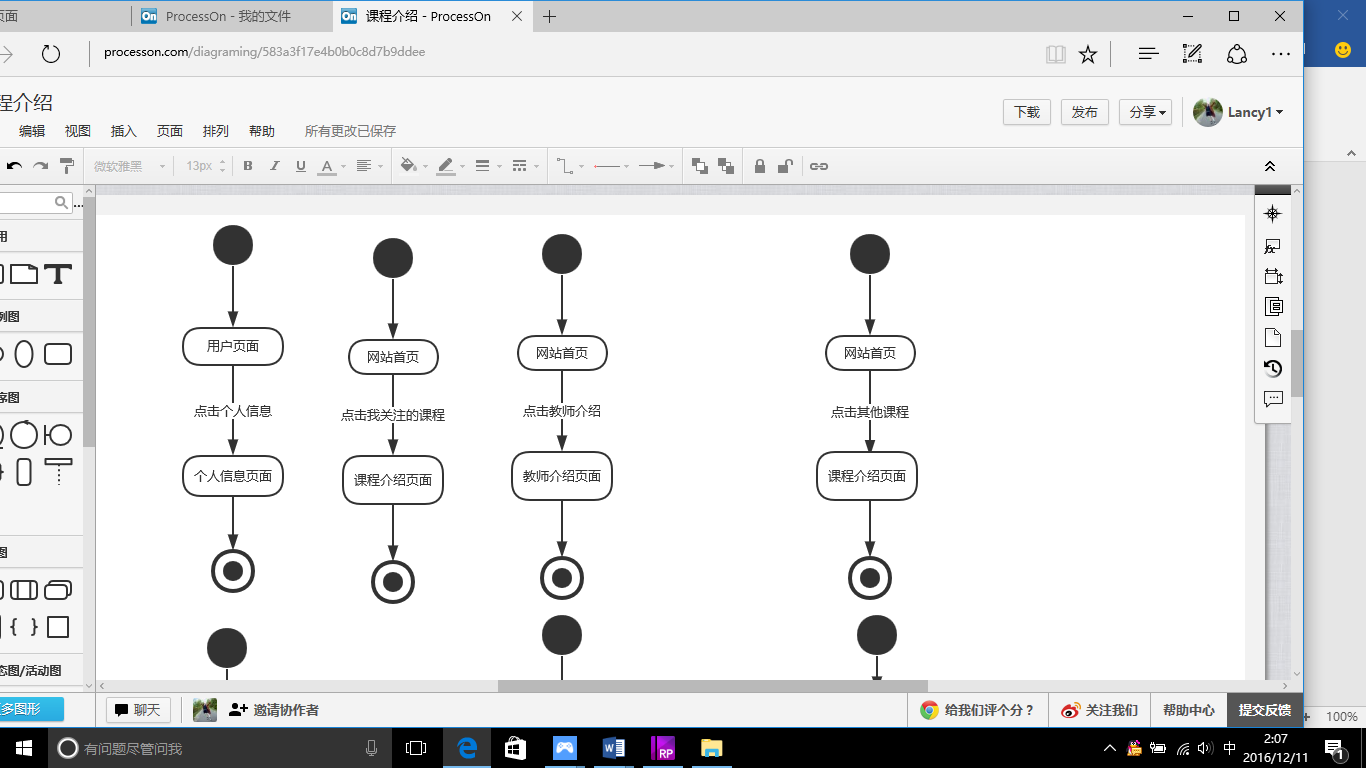 页面
ProcessOn - 我的文件
课程介绍 - ProcessOn
processon.com/diagraming/583a3f17e4b0b0c8d7b9ddee
程介绍
下载
发布
分享
Lancy1
编辑 视图 插入 页面 排列 帮助 所有更改已保存
微软雅黑 13px B I U A
用
例图
序图
图
态图/活动图
多图形
用户页面
点击个人信息
个人信息页面
网站首页
点击我关注的课程
课程介绍页面
网站首页
点击教师介绍
教师介绍页面
网站首页
点击其他课程
课程介绍页面
聊天
邀请协作者
给我们评个分？
关注我们
帮助中心
提交反馈
100%
有问题尽管问我
RP
中
2:07
2016/12/11
1